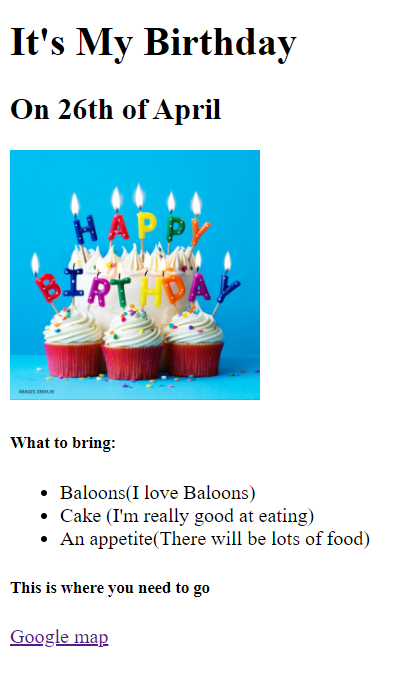 It's My Birthday
On 26th of April
HAPPY
BIRTHDAY
What to bring:
Baloons(I love Baloons)
Cake (I'm really good at eating)
An appetite(There will be lots of food)
This is where you need to go
Google map